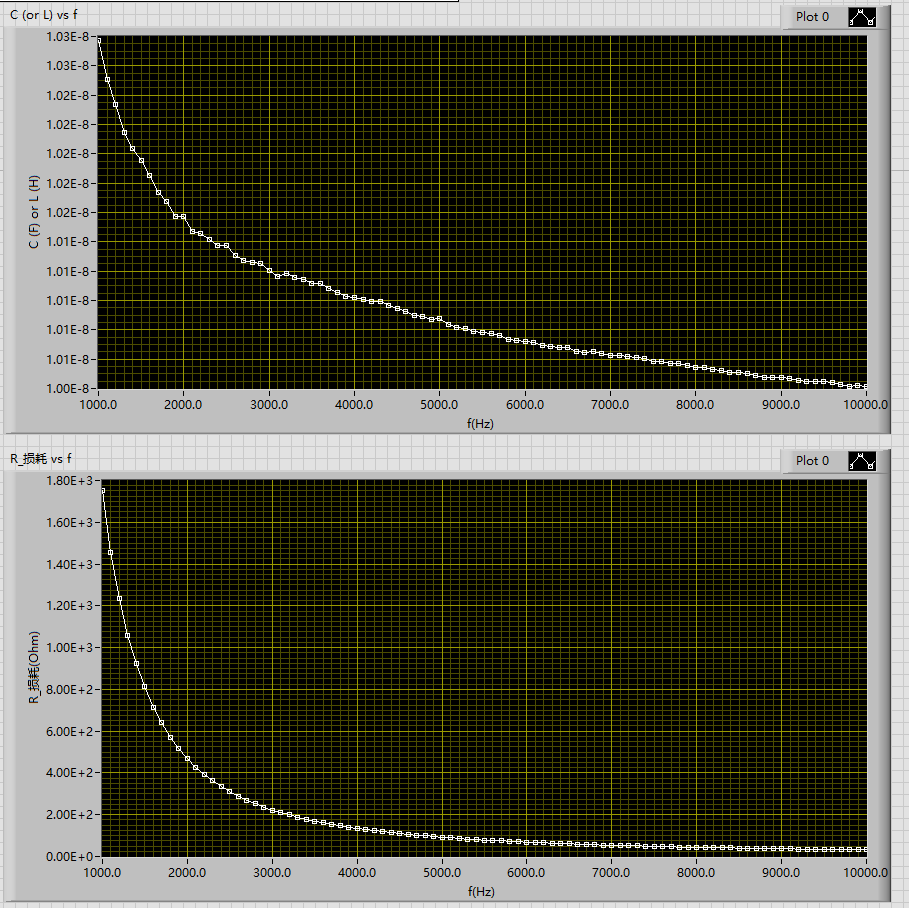 C (or L) vs f
Plot 0
1.03E-8
1.03E-8
1.02E-8
1.02E-8
1.02E-8
1.02E-8
1.02E-8
1.01E-8
1.01E-8
1.01E-8
1.01E-8
1.01E-8
1.00E-8
C (F) or L (H)
1000.0 2000.0 3000.0 4000.0 5000.0 6000.0 7000.0 8000.0 9000.0 10000.0
f(Hz)
R_损耗 vs f
Plot 0
1.80E+3
1.60E+3
1.40E+3
1.20E+3
1.00E+3
8.00E+2
6.00E+2
4.00E+2
2.00E+2
0.00E+0
R_损耗(Ohm)
1000.0 2000.0 3000.0 4000.0 5000.0 6000.0 7000.0 8000.0 9000.0 10000.0
f(Hz)